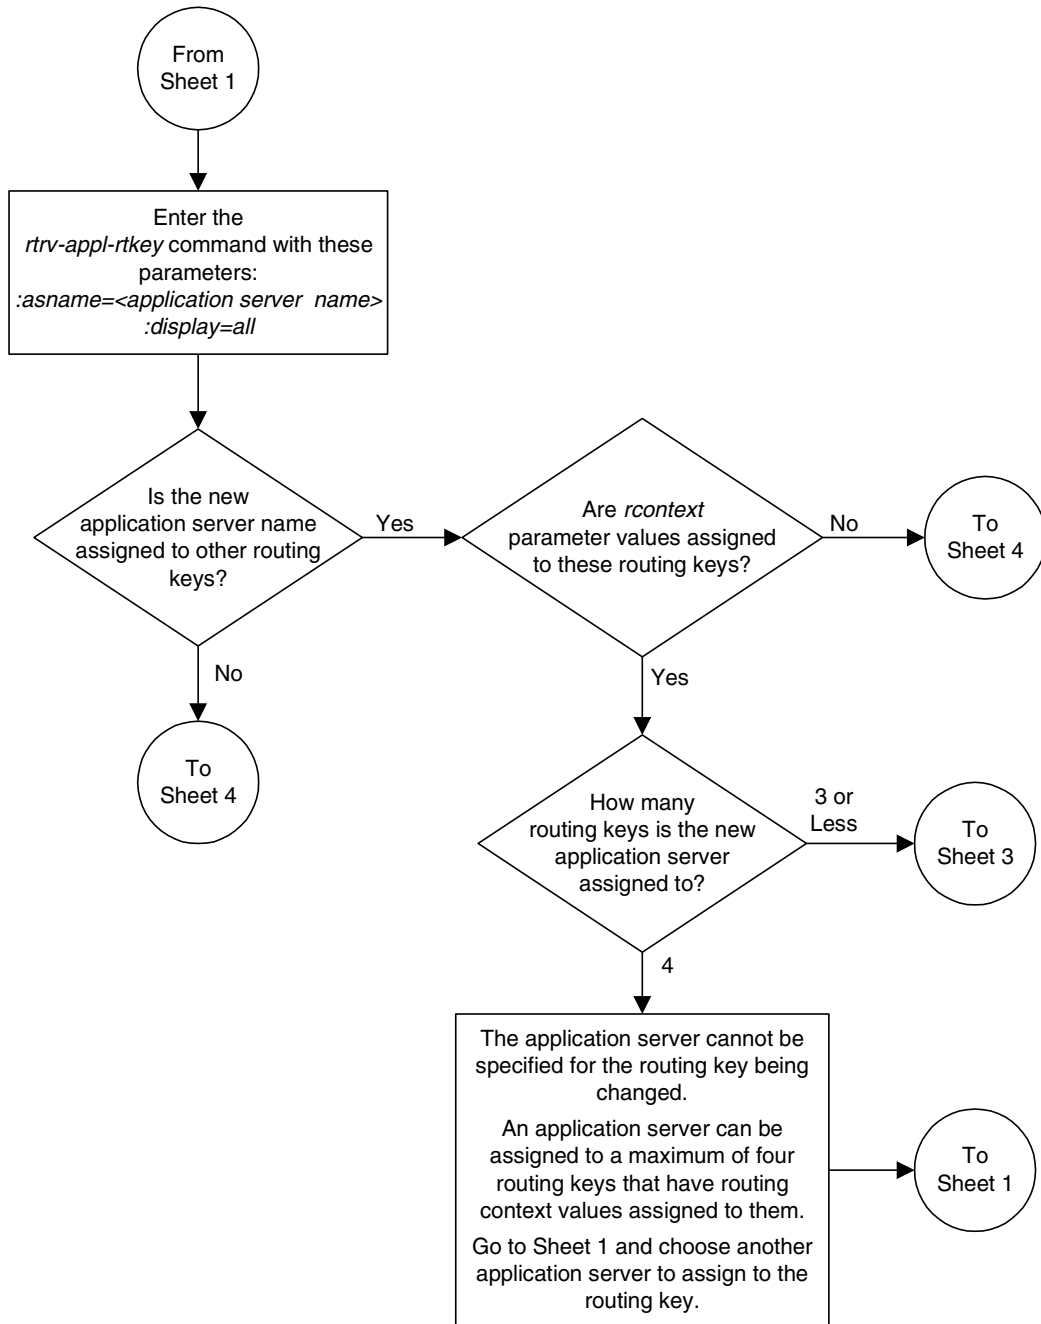 From
Sheet 1
Enter the
rtrv-appl-rtkey command with these
parameters:
:asname=<application server name>
:display=all
Is the new
application server name
assigned to other routing
keys?
Yes
Are rcontext
parameter values assigned
to these routing keys?
No
To
Sheet 4
No
To
Sheet 4
Yes
How many
routing keys is the new
application server
assigned to?
3 or
Less
To
Sheet 3
4
The application server cannot be
specified for the routing key being
changed.
An application server can be
assigned to a maximum of four
routing keys that have routing
context values assigned to them.
Go to Sheet 1 and choose another
application server to assign to the
routing key.
To
Sheet 1